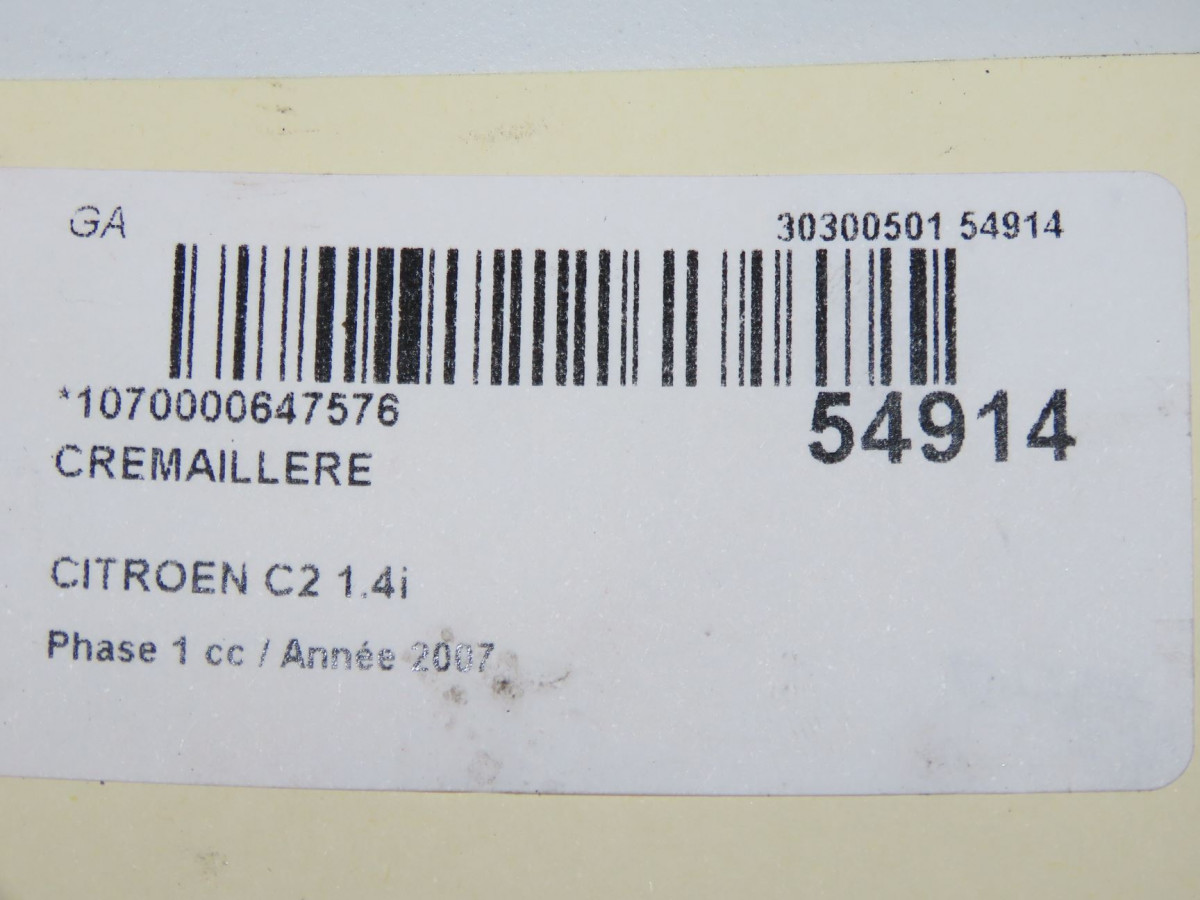 GA
30300501 54914
*1070000647576
54914
CREMAILLERE
CITROEN C2 1.4i
Phase 1 cc / Année 2007